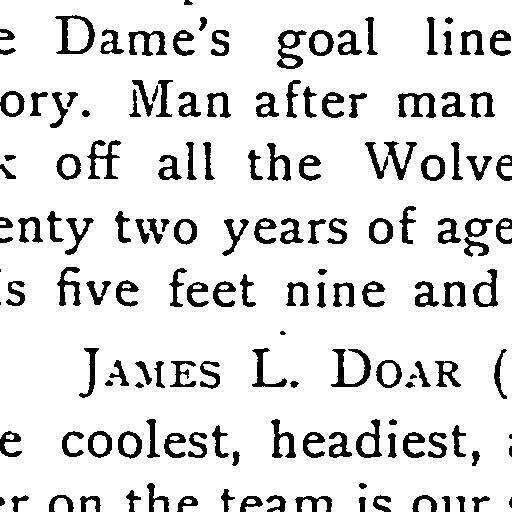 e Dame's goal line
ory. Man after man
k off all the Wolve
enty two years of age
is five feet nine and
JAMES L. DOAR (
e coolest, headiest,
er on the team is our